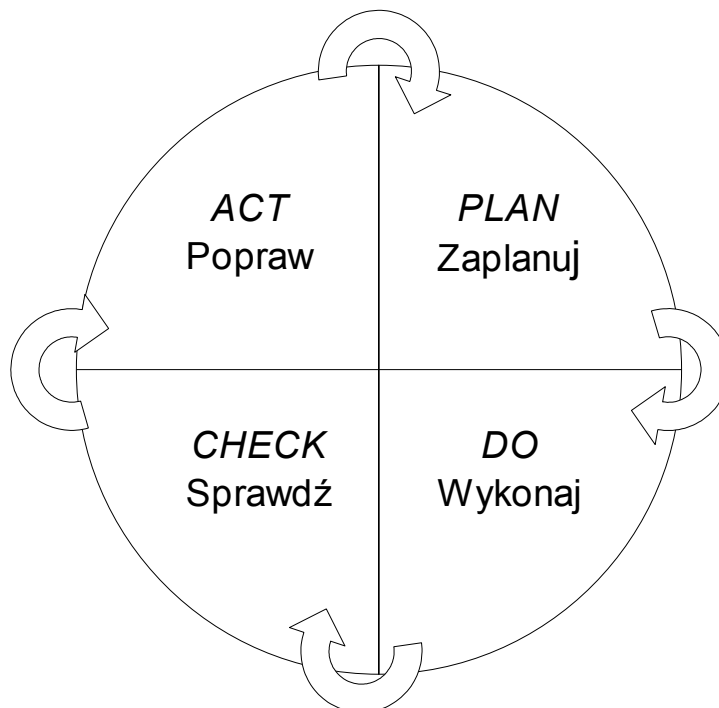 ACT
Popraw
PLAN
Zaplanuj
CHECK
Sprawdź
DO
Wykonaj